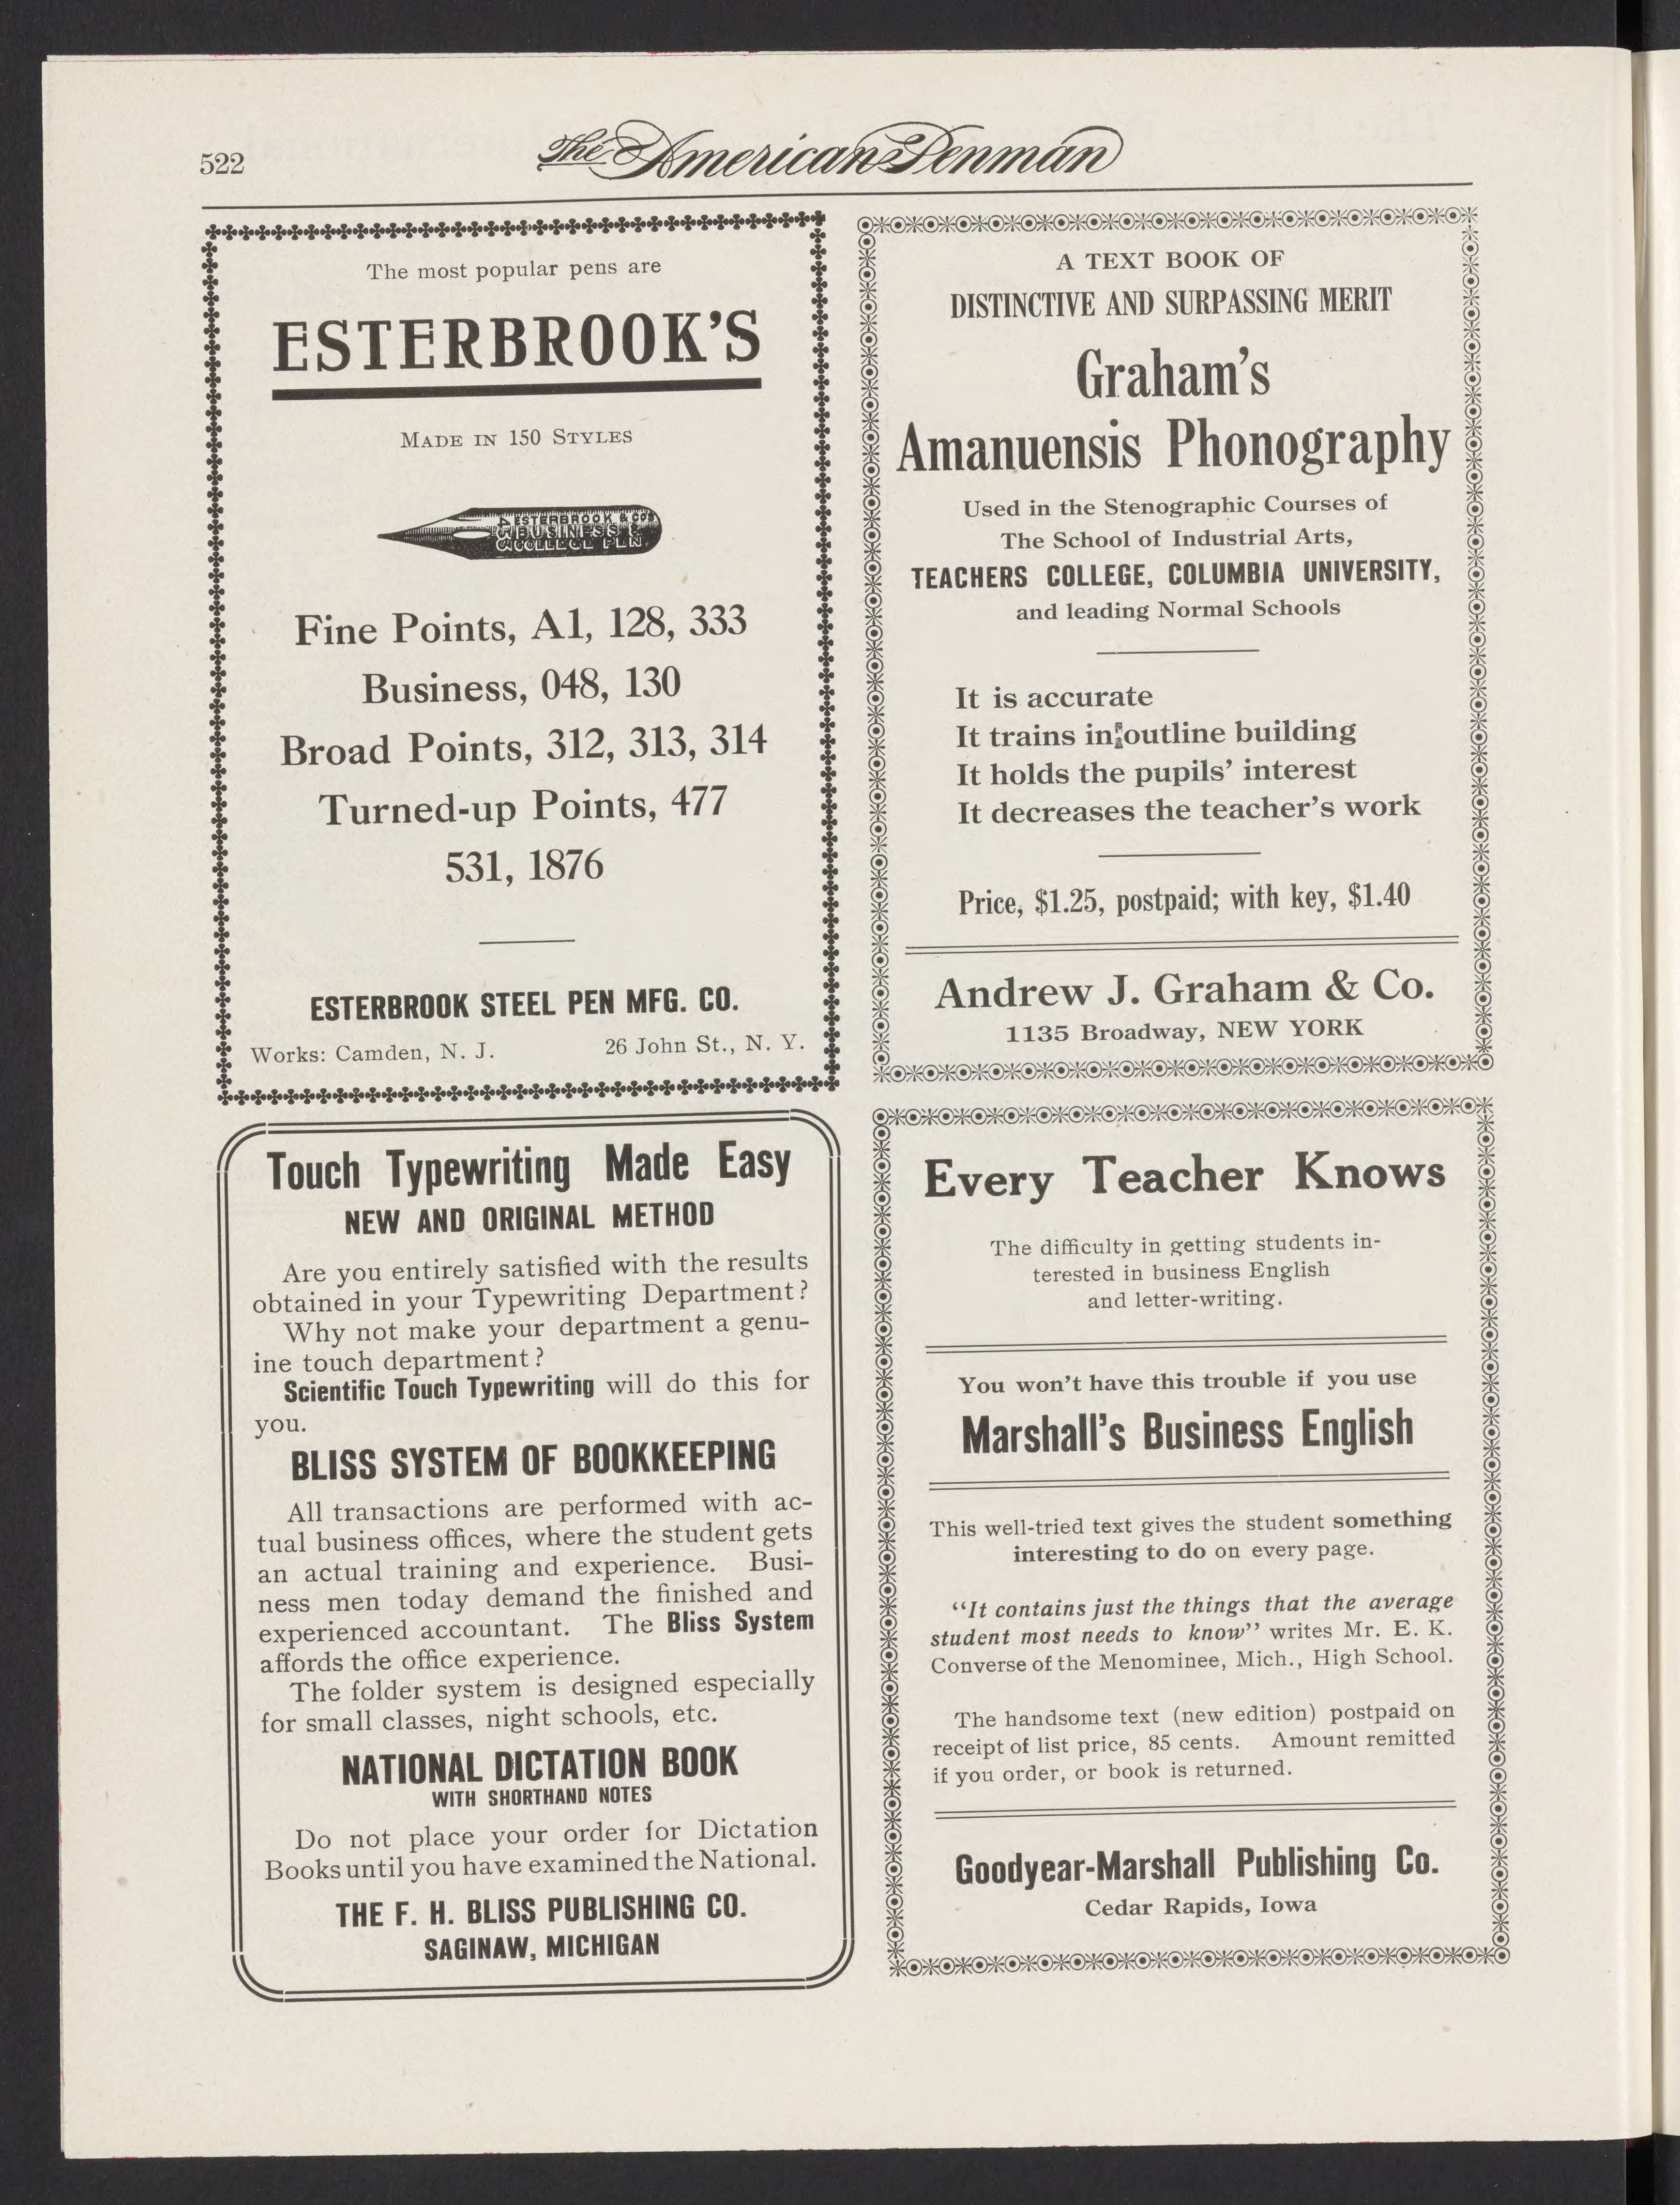 522
The American Penman
The most popular pens are
ESTERBROOK'S
MADE IN 150 STYLES
ESTERBROOK & CO'S
BUSINESS &
COLLEGE PEN
Fine Points, A1, 128, 333
Business, 048, 130
Broad Points, 312, 313, 314
Turned-up Points, 477
531, 1876
ESTERBROOK STEEL PEN MFG. CO.
Works: Camden, N. J. 26 John St., N. Y.
A TEXT BOOK OF
DISTINCTIVE AND SURPASSING MERIT
Graham's
Amanuensis Phonography
Used in the Stenographic Courses of
The School of Industrial Arts,
TEACHERS COLLEGE, COLUMBIA UNIVERSITY,
and leading Normal Schools
It is accurate
It trains in outline building
It holds the pupils' interest
It decreases the teacher's work
Price, $1.25, postpaid; with key, $1.40
Andrew J. Graham & Co.
1135 Broadway, NEW YORK
Touch Typewriting Made Easy
NEW AND ORIGINAL METHOD
Are you entirely satisfied with the results
obtained in your Typewriting Department?
Why not make your department a genu-
ine touch department?
Scientific Touch Typewriting will do this for
you.
BLISS SYSTEM OF BOOKKEEPING
All transactions are performed with ac-
tual business offices, where the student gets
an actual training and experience. Busi-
ness men today demand the finished and
experienced accountant. The Bliss System
affords the office experience.
The folder system is designed especially
for small classes, night schools, etc.
NATIONAL DICTATION BOOK
WITH SHORTHAND NOTES
Do not place your order for Dictation
Books until you have examined the National.
THE F. H. BLISS PUBLISHING CO.
SAGINAW, MICHIGAN
Every Teacher Knows
The difficulty in getting students in-
terested in business English
and letter-writing.
You won't have this trouble if you use
Marshall's Business English
This well-tried text gives the student something
interesting to do on every page.
"It contains just the things that the average
student most needs to know" writes Mr. E. K.
Converse of the Menominee, Mich., High School.
The handsome text (new edition) postpaid on
receipt of list price, 85 cents. Amount remitted
if you order, or book is returned.
Goodyear-Marshall Publishing Co.
Cedar Rapids, Iowa